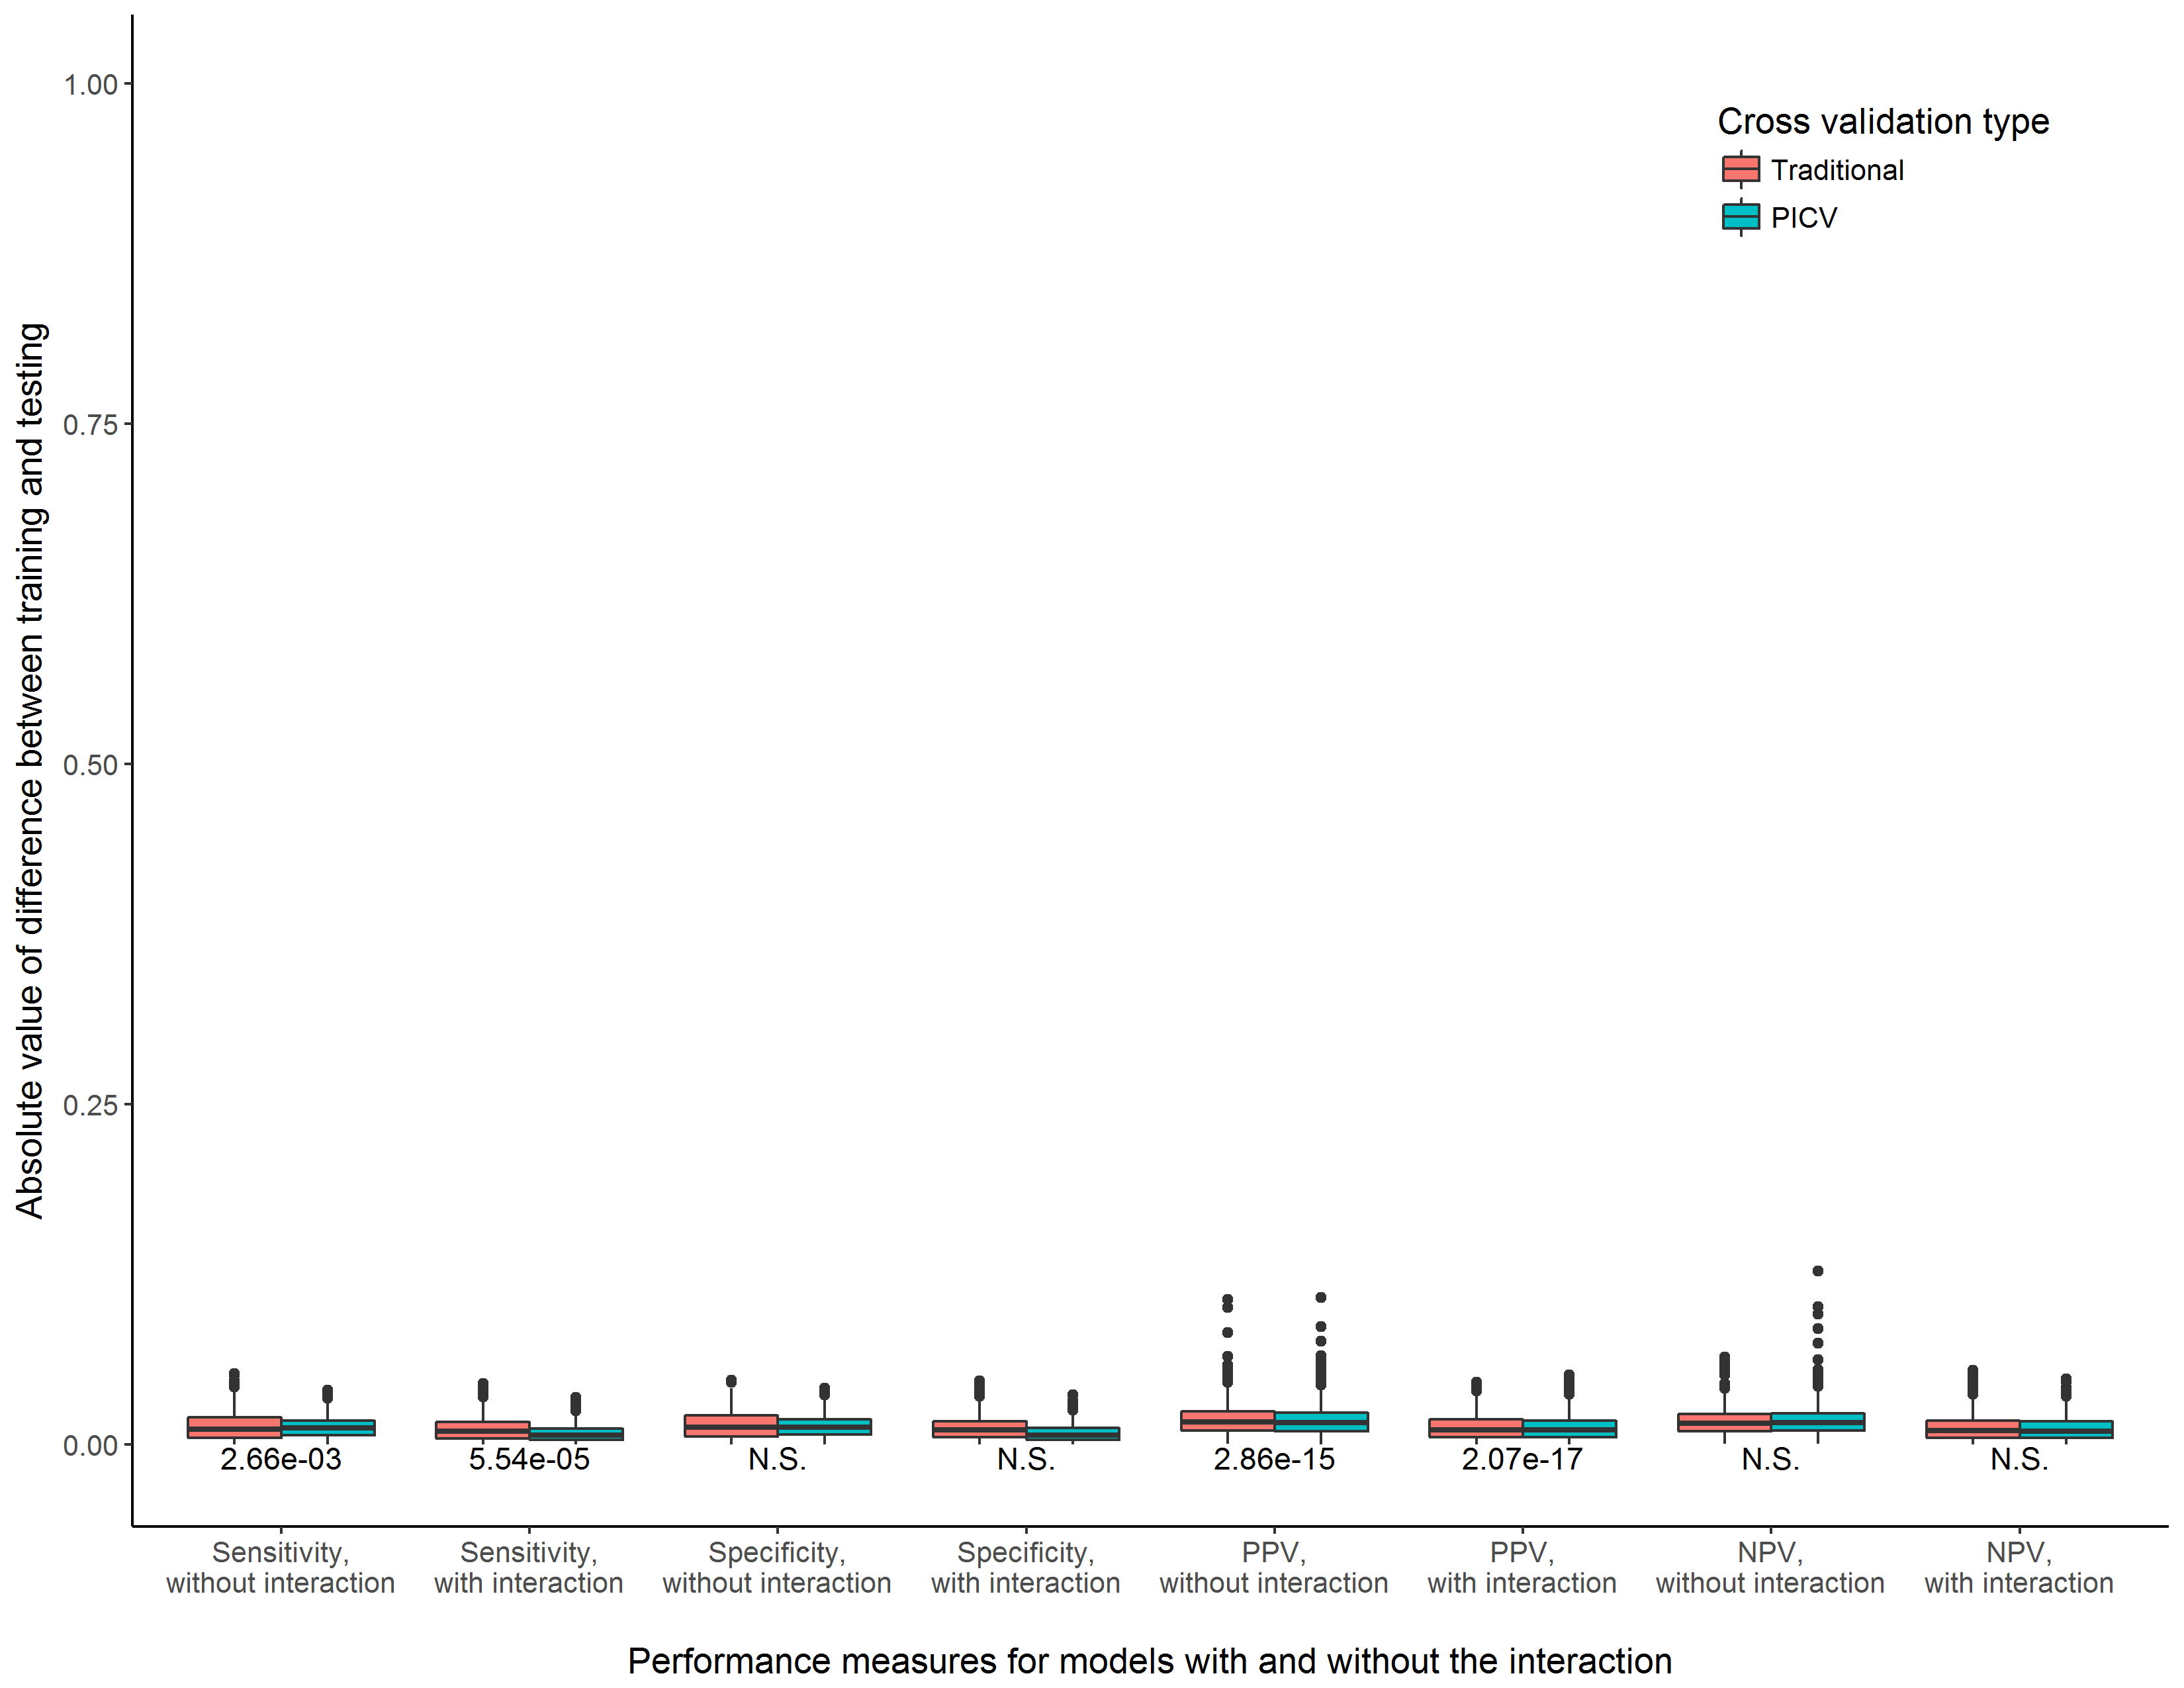 Absolute value of difference between training and testing
1.00
0.75
0.50
0.25
0.00
Cross validation type
Traditional
PICV
2.66e-03
5.54e-05
N.S.
N.S.
2.86e-15
2.07e-17
N.S.
N.S.
Sensitivity,
without interaction
Sensitivity,
with interaction
Specificity,
without interaction
Specificity,
with interaction
PPV,
without interaction
PPV,
with interaction
NPV,
without interaction
NPV,
with interaction
Performance measures for models with and without the interaction